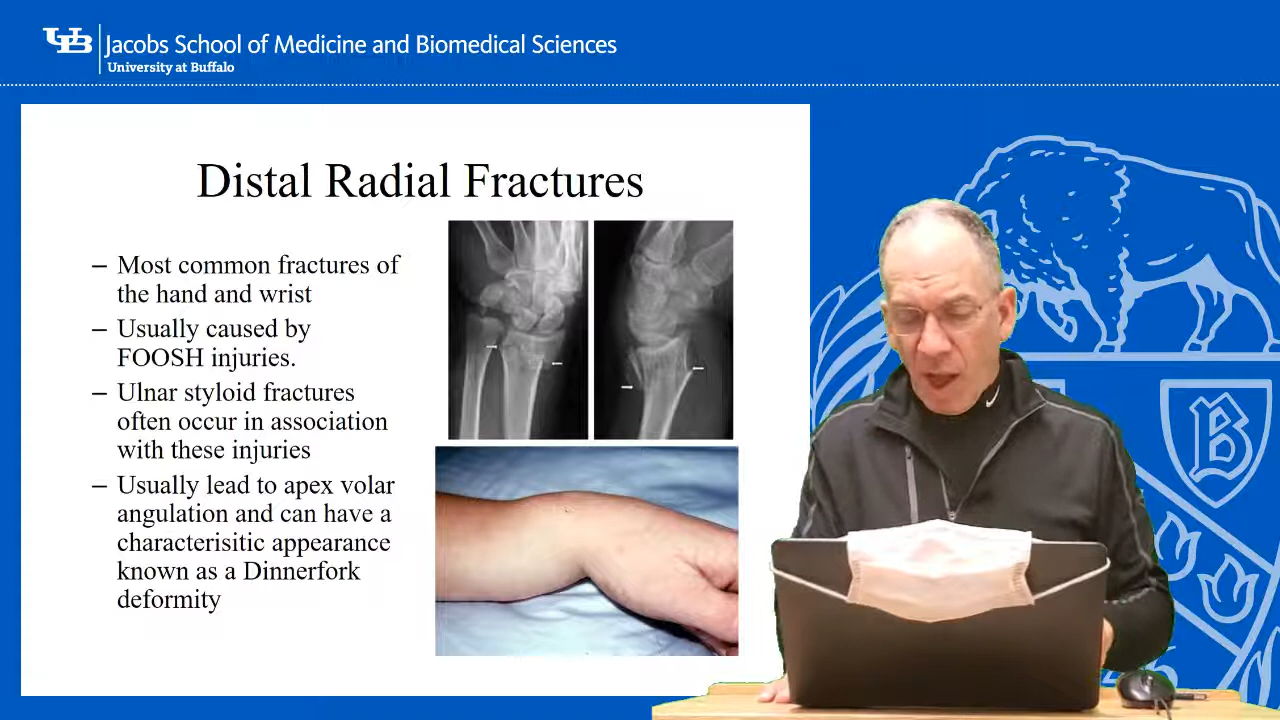 UB Jacobs School of Medicine and Biomedical Sciences
University at Buffalo
Distal Radial Fractures
– Most common fractures of
the hand and wrist
– Usually caused by
FOOSH injuries.
– Ulnar styloid fractures
often occur in association
with these injuries
– Usually lead to apex volar
angulation and can have a
characterisitic appearance
known as a Dinnerfork
deformity
B